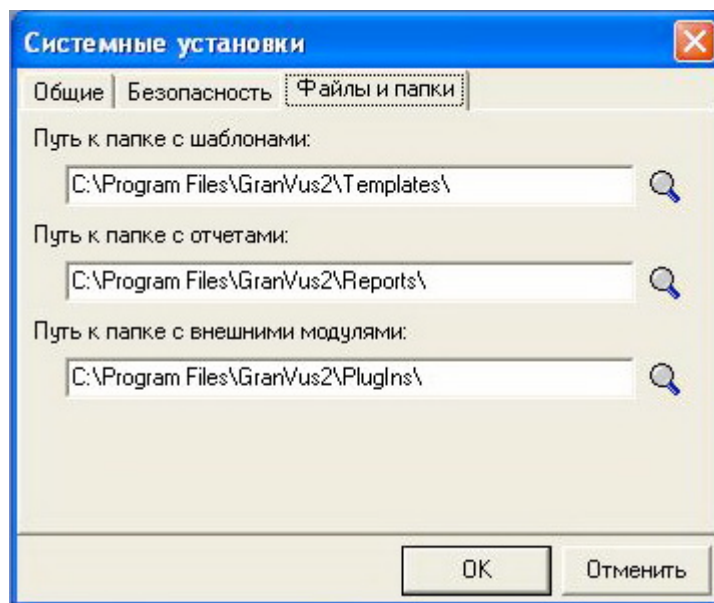 Системные установки
Общие Безопасность Файлы и папки
Путь к папке с шаблонами:
C:\Program Files\GranVus2\Templates\
Путь к папке с отчетами:
C:\Program Files\GranVus2\Reports\
Путь к папке с внешними модулями:
C:\Program Files\GranVus2\PlugIns\
OK Отменить